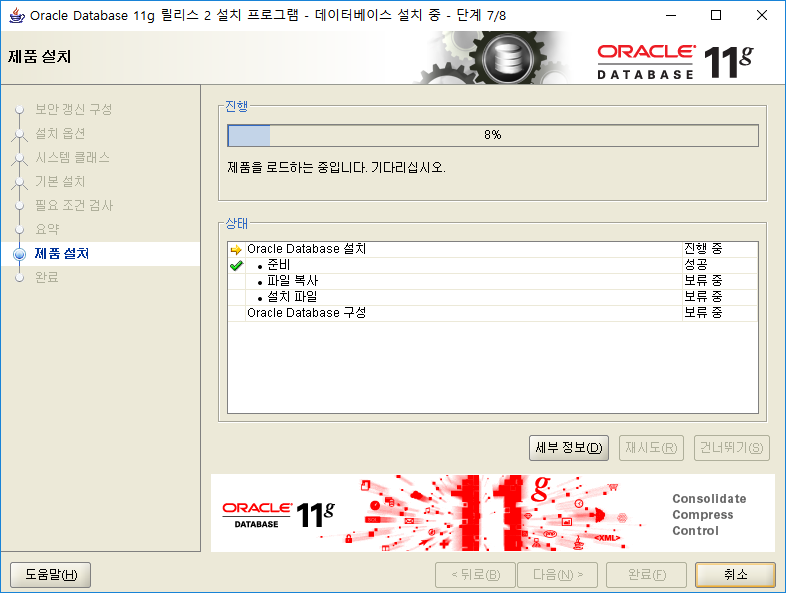 Oracle Database 11g 릴리스 2 설치 프로그램 - 데이터베이스 설치 중 - 단계 7/8
제품 설치
ORACLE
DATABASE 11g
보안 갱신 구성
설치 옵션
시스템 클래스
기본 설치
필요 조건 검사
요약
제품 설치
완료
진행
8%
제품을 로드하는 중입니다. 기다리십시오.
상태
Oracle Database 설치 진행 중
• 준비 성공
• 파일 복사 보류 중
• 설치 파일 보류 중
Oracle Database 구성 보류 중
세부 정보(D) 재시도(R) 건너뛰기(S)
ORACLE
DATABASE 11g
11g
<XML>
Consolidate
Compress
Control
도움말(H) < 뒤로(B) 다음(N) > 완료(F) 취소